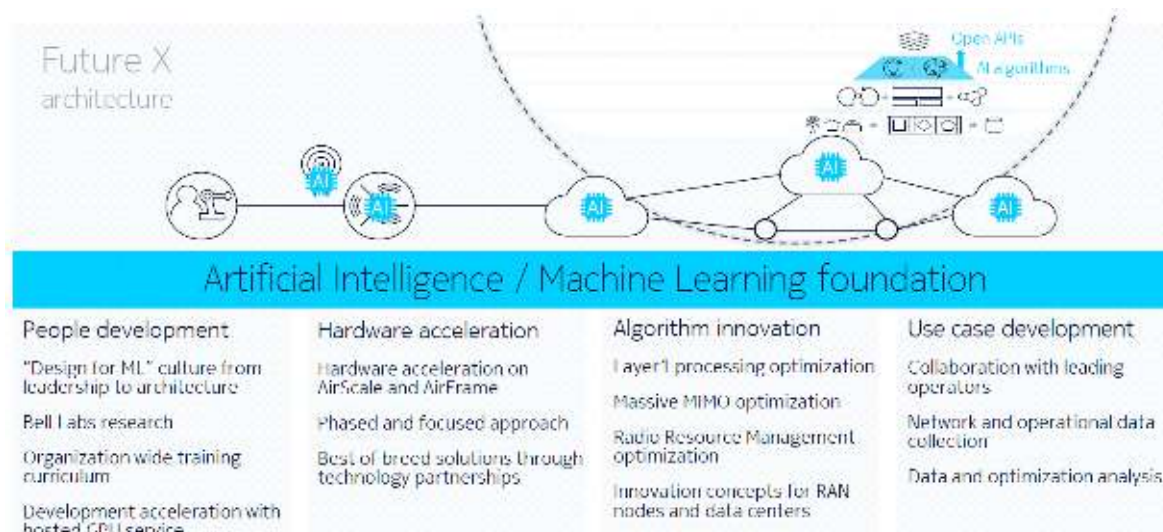 Future X
architecture
Open APIs
AI algorithms
AI
AI
AI
AI
AI
Artificial Intelligence / Machine Learning foundation
People development
"Design for ML" culture from
leadership to architecture
Bell Labs research
Organization wide training
curriculum
Development acceleration with
hosted GPU service
Hardware acceleration
Hardware acceleration on
AirScale and AirFrame
Phased and focused approach
Best of breed solutions through
technology partnerships
Algorithm innovation
Layer1 processing optimization
Massive MIMO optimization
Radio Resource Management
optimization
Innovation concepts for RAN
nodes and data centers
Use case development
Collaboration with leading
operators
Network and operational data
collection
Data and optimization analysis